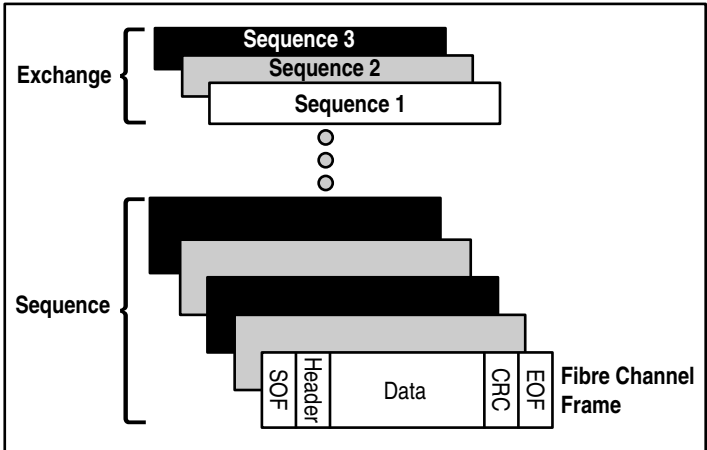 Sequence 3
Exchange
Sequence 2
Sequence 1
Sequence
SOF
Header
Data
CRC
EOF
Fibre Channel
Frame